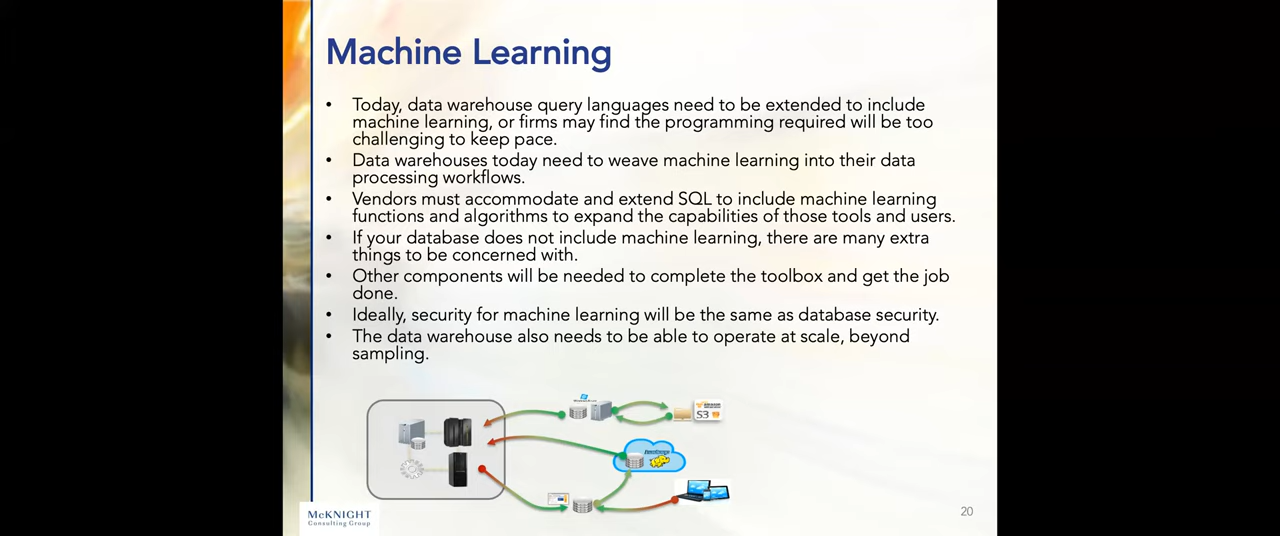 Machine Learning
• Today, data warehouse query languages need to be extended to include
machine learning, or firms may find the programming required will be too
challenging to keep pace.
• Data warehouses today need to weave machine learning into their data
processing workflows.
• Vendors must accommodate and extend SQL to include machine learning
functions and algorithms to expand the capabilities of those tools and users.
• If your database does not include machine learning, there are many extra
things to be concerned with.
• Other components will be needed to complete the toolbox and get the job
done.
• Ideally, security for machine learning will be the same as database security.
• The data warehouse also needs to be able to operate at scale, beyond
sampling.
S3
McKNIGHT
Consulting Group
20